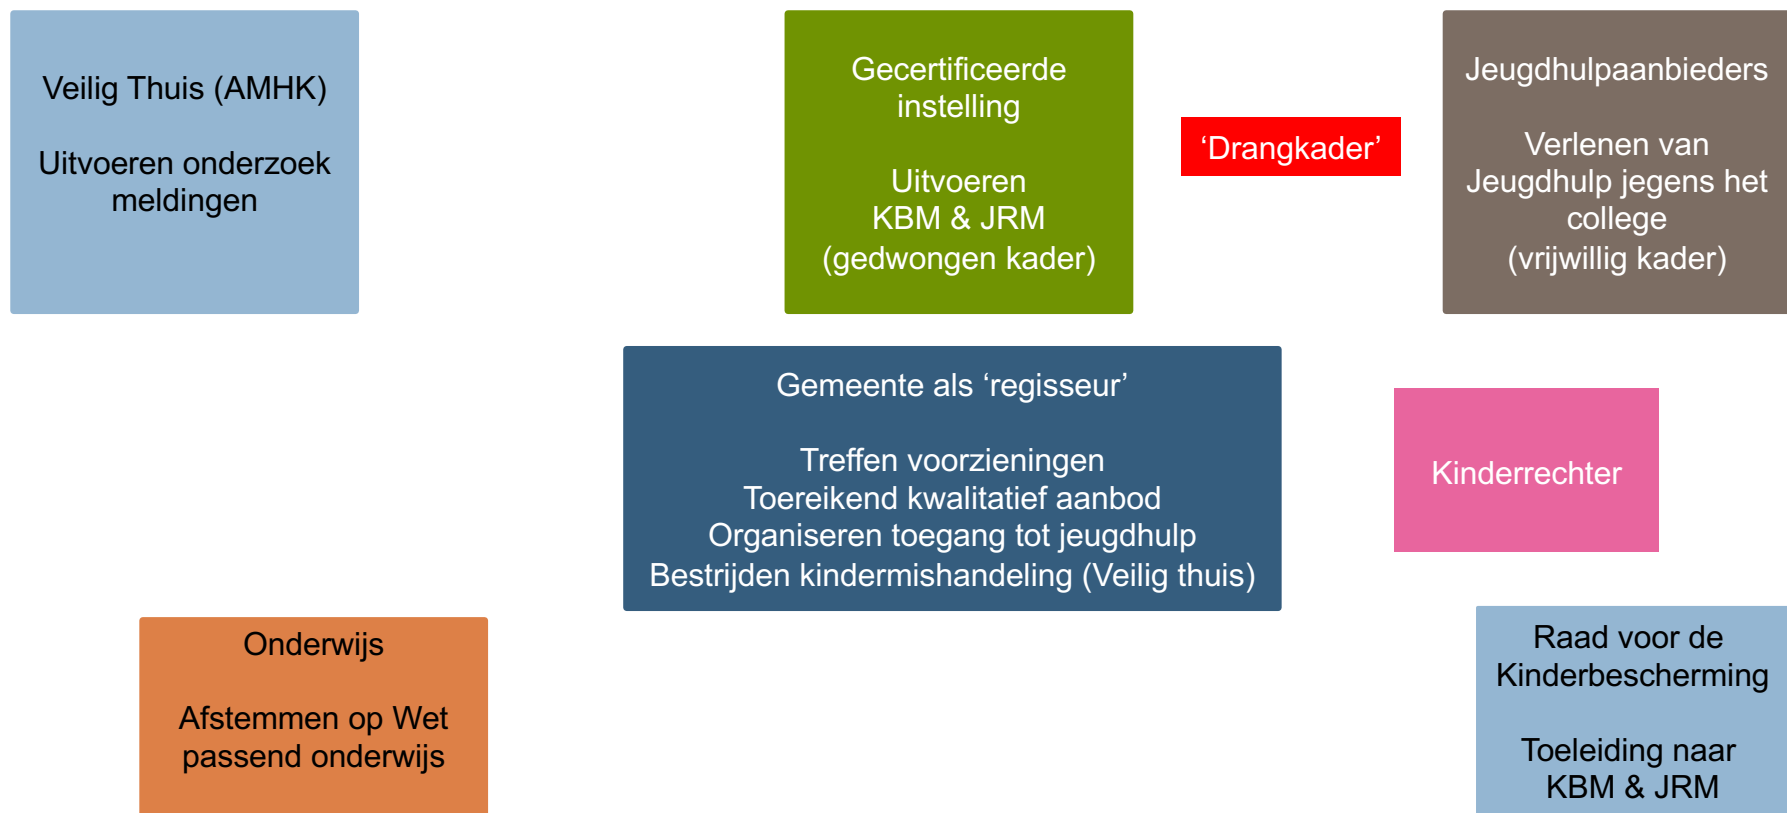 Veilig Thuis (AMHK)
Uitvoeren onderzoek
meldingen
Gecertificeerde
instelling
Uitvoeren
KBM & JRM
(gedwongen kader)
‘Drangkader’
Jeugdhulpaanbieders
Verlenen van
Jeugdhulp jegens het
college
(vrijwillig kader)
Gemeente als ‘regisseur’
Treffen voorzieningen
Toereikend kwalitatief aanbod
Organiseren toegang tot jeugdhulp
Bestrijden kindermishandeling (Veilig thuis)
Kinderrechter
Onderwijs
Afstemmen op Wet
passend onderwijs
Raad voor de
Kinderbescherming
Toeleiding naar
KBM & JRM